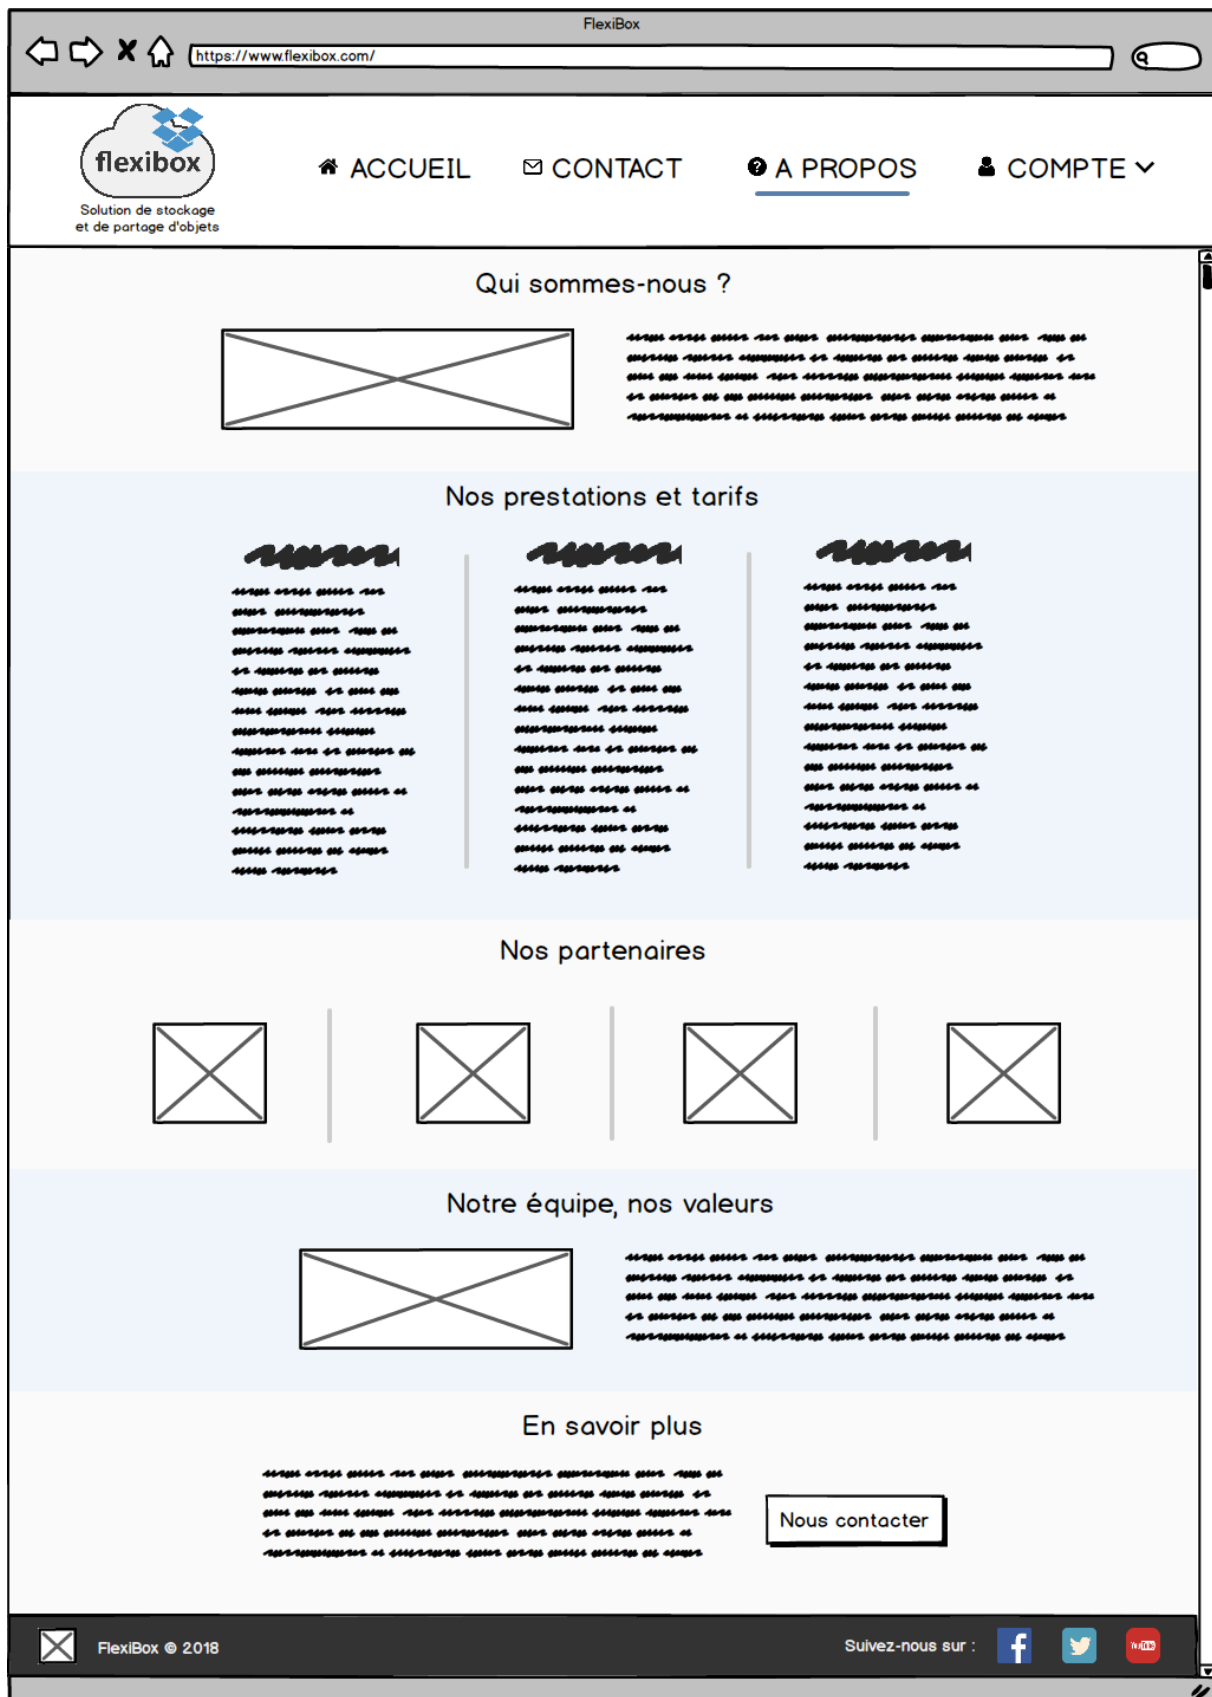 FlexiBox
https://www.flexibox.com/
flexibox
Solution de stockage
et de partage d'objets
ACCUEIL
CONTACT
A PROPOS
COMPTE
Qui sommes-nous ?
Nos prestations et tarifs
Nos partenaires
Notre équipe, nos valeurs
En savoir plus
Nous contacter
FlexiBox © 2018
Suivez-nous sur :
YouTube